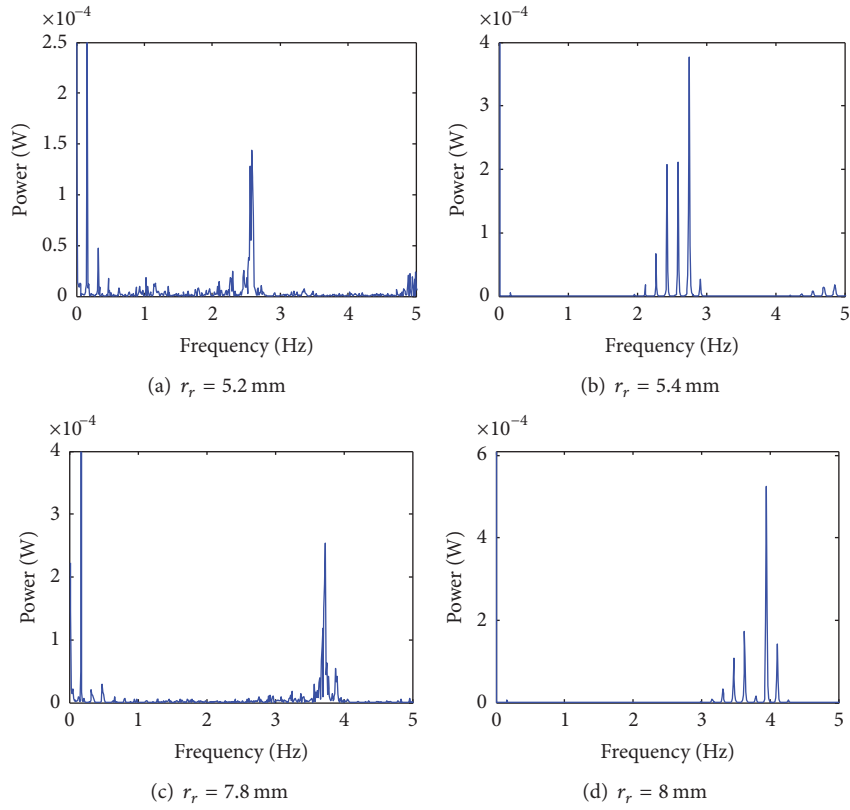 ×10⁻⁴
2.5
2
1.5
1
0.5
0
0 1 2 3 4 5
Power (W)
Frequency (Hz)
(a) r_r = 5.2 mm
×10⁻⁴
4
3
2
1
0
0 1 2 3 4 5
Power (W)
Frequency (Hz)
(b) r_r = 5.4 mm
×10⁻⁴
4
3
2
1
0
0 1 2 3 4 5
Power (W)
Frequency (Hz)
(c) r_r = 7.8 mm
×10⁻⁴
6
4
2
0
0 1 2 3 4 5
Power (W)
Frequency (Hz)
(d) r_r = 8 mm